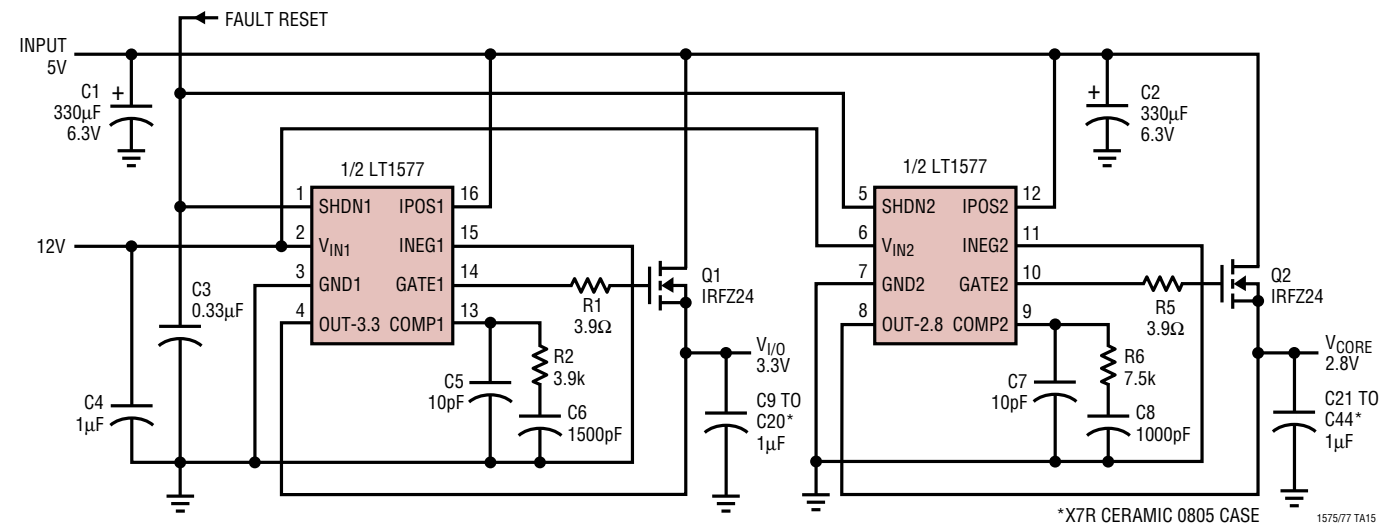 FAULT RESET
INPUT
5V
C1
330µF
6.3V
+
C2
330µF
6.3V
+
1/2 LT1577
1
SHDN1
IPOS1
16
12V
2
VIN1
INEG1
15
3
GND1
GATE1
14
4
OUT-3.3
COMP1
13
C3
0.33µF
C4
1µF
R1
3.9Ω
Q1
IRFZ24
R2
3.9k
C5
10pF
C6
1500pF
VI/O
3.3V
C9 TO
C20*
1µF
1/2 LT1577
5
SHDN2
IPOS2
12
6
VIN2
INEG2
11
7
GND2
GATE2
10
8
OUT-2.8
COMP2
9
R5
3.9Ω
Q2
IRFZ24
R6
7.5k
C7
10pF
C8
1000pF
VCORE
2.8V
C21 TO
C44*
1µF
*X7R CERAMIC 0805 CASE
1575/77 TA15